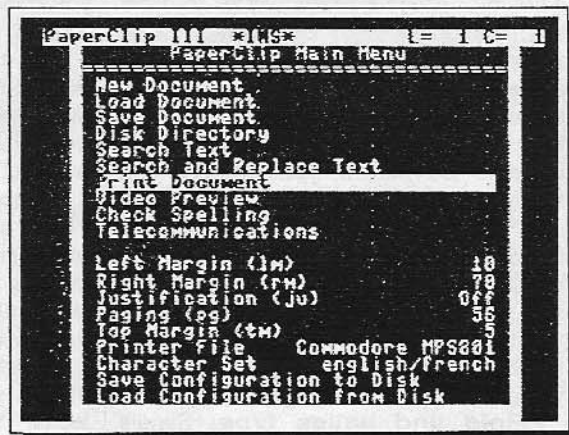 PaperClip III *INS* L= 1 C= 1
PaperClip Main Menu
New Document
Load Document
Save Document
Disk Directory
Search Text
Search and Replace Text
Print Document
Video Preview
Check Spelling
Telecommunications
Left Margin (lm) 10
Right Margin (rm) 70
Justification (ju) Off
Paging (pg) 56
Top Margin (tm) 5
Printer File Commodore MPS801
Character Set english/french
Save Configuration to Disk
Load Configuration from Disk